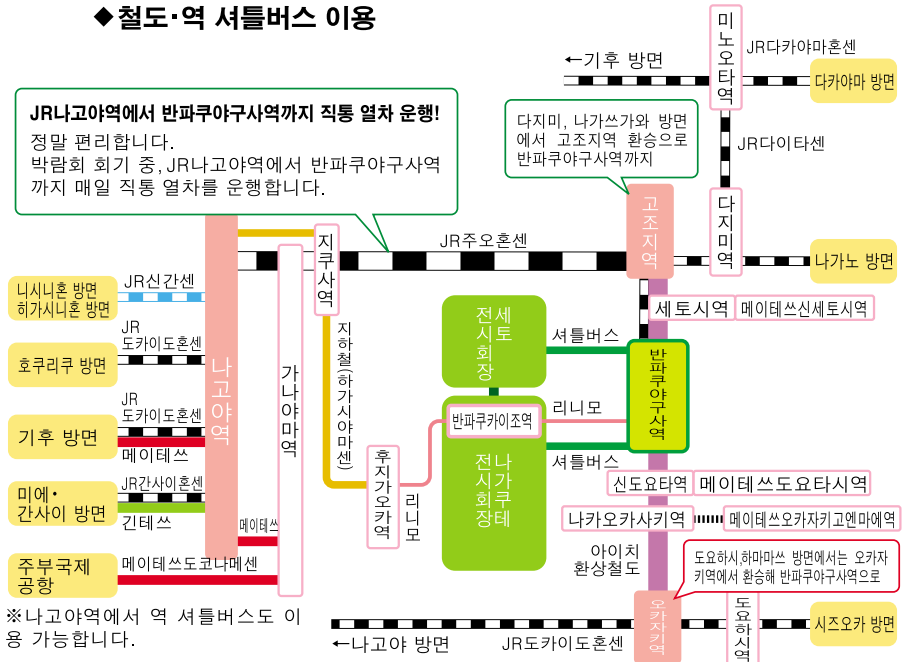 ◆철도·역 셔틀버스 이용
미노오타역
JR다카야마혼센
←기후 방면
다카야마 방면
JR나고야역에서 반파쿠야구사역까지 직통 열차 운행!
정말 편리합니다.
박람회 회기 중, JR나고야역에서 반파쿠야구사역
까지 매일 직통 열차를 운행합니다.
다지미, 나가쓰가와 방면
에서 고조지역 환승으로
반파쿠야구사역까지
JR다이타센
고조지역
다지미역
지쿠사역
JR주오혼센
나가노 방면
니시니혼 방면
히가시니혼 방면
JR신간센
세토시역
메이테쓰신세토시역
JR
도카이도혼센
호쿠리쿠 방면
나고야역
가나야마역
지하철(하가시야마센)
세토
전시회장
셔틀버스
반파쿠야구사역
JR
도카이도혼센
기후 방면
메이테쓰
반파쿠카이조역
리니모
후지가오카역
리니모
나가쿠테
전시회장
셔틀버스
미에·
간사이 방면
JR간사이혼센
긴테쓰
신도요타역
메이테쓰도요타시역
메이테쓰
나카오카사키역
메이테쓰오카자키고엔마에역
주부국제
공항
메이테쓰도코나메센
아이치
환상철도
도요하시,하마마쓰 방면에서는 오카자
키역에서 환승해 반파쿠야구사역으로
※나고야역에서 역 셔틀버스도 이
용 가능합니다.
←나고야 방면
JR도카이도혼센
오카자키역
도요하시역
시즈오카 방면